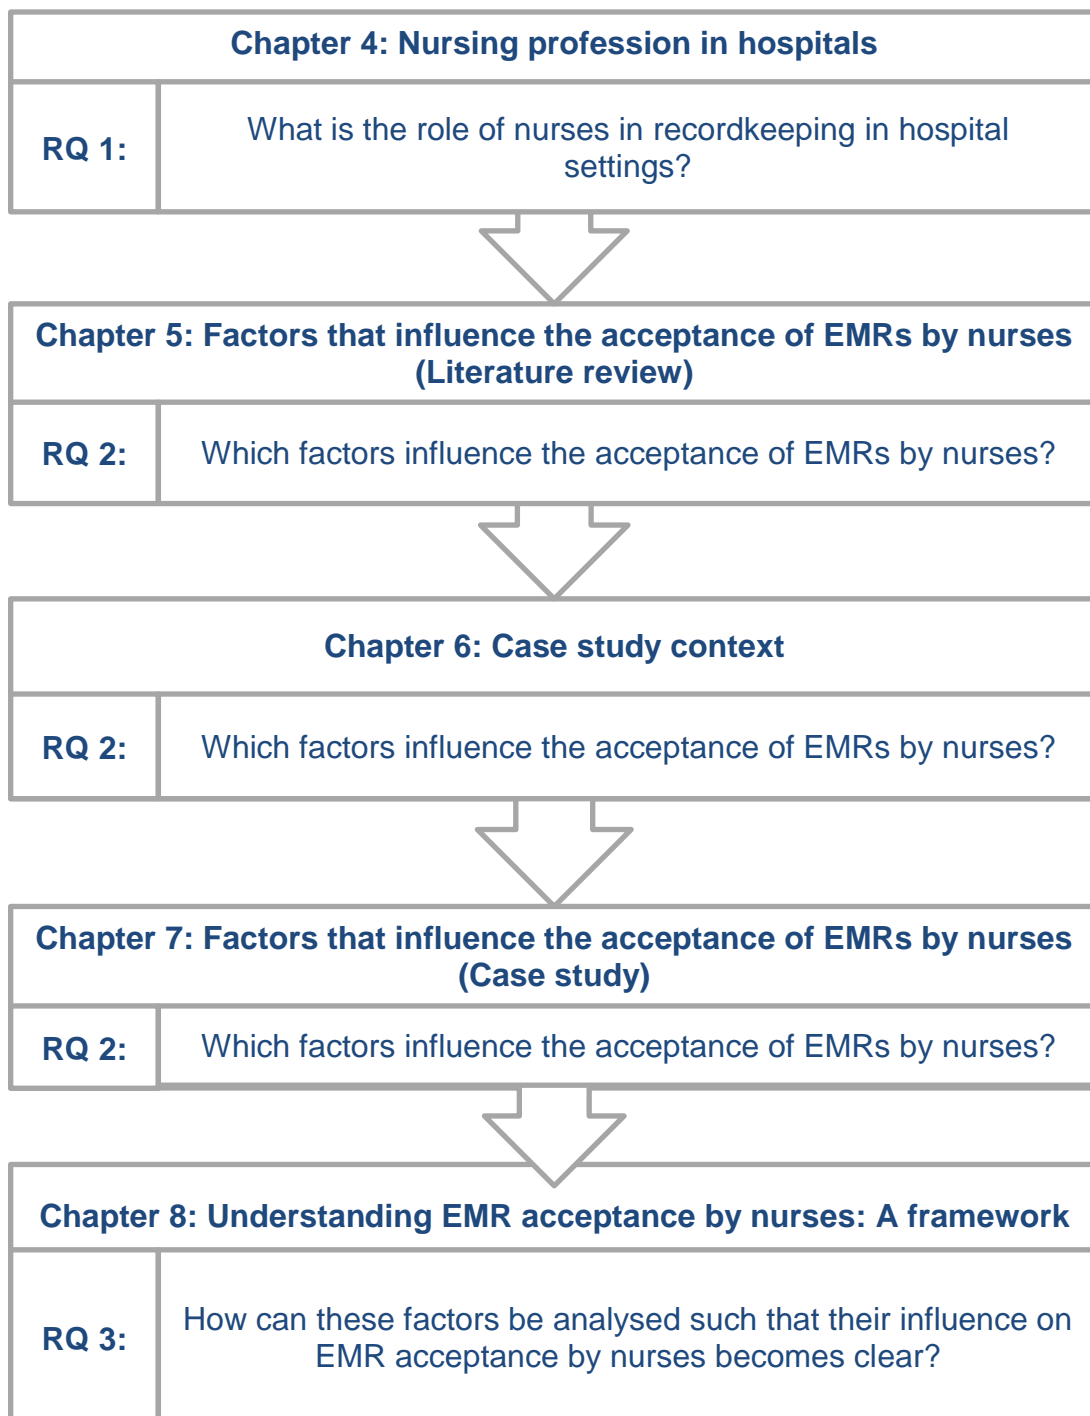 Chapter 4: Nursing profession in hospitals
RQ 1:
What is the role of nurses in recordkeeping in hospital
settings?
Chapter 5: Factors that influence the acceptance of EMRs by nurses
(Literature review)
RQ 2:
Which factors influence the acceptance of EMRs by nurses?
Chapter 6: Case study context
RQ 2:
Which factors influence the acceptance of EMRs by nurses?
Chapter 7: Factors that influence the acceptance of EMRs by nurses
(Case study)
RQ 2:
Which factors influence the acceptance of EMRs by nurses?
Chapter 8: Understanding EMR acceptance by nurses: A framework
RQ 3:
How can these factors be analysed such that their influence on
EMR acceptance by nurses becomes clear?